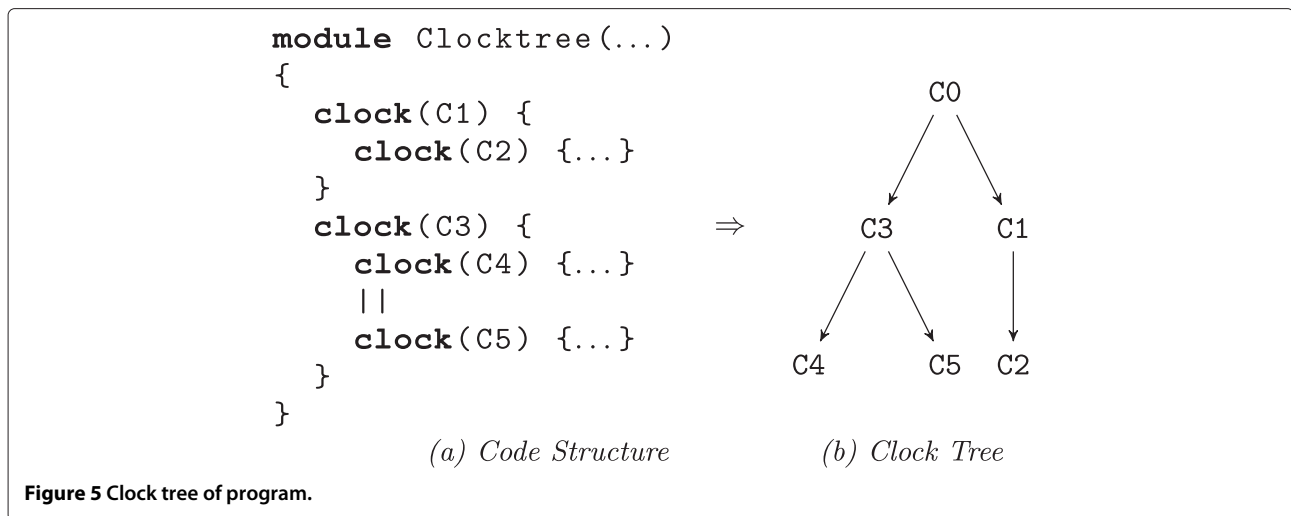 module Clocktree(...)
{
clock(C1) {
clock(C2) {...}
}
clock(C3) {
clock(C4) {...}
||
clock(C5) {...}
}
}
(a) Code Structure
⇒
C0
C3 C1
C4 C5 C2
(b) Clock Tree
Figure 5 Clock tree of program.